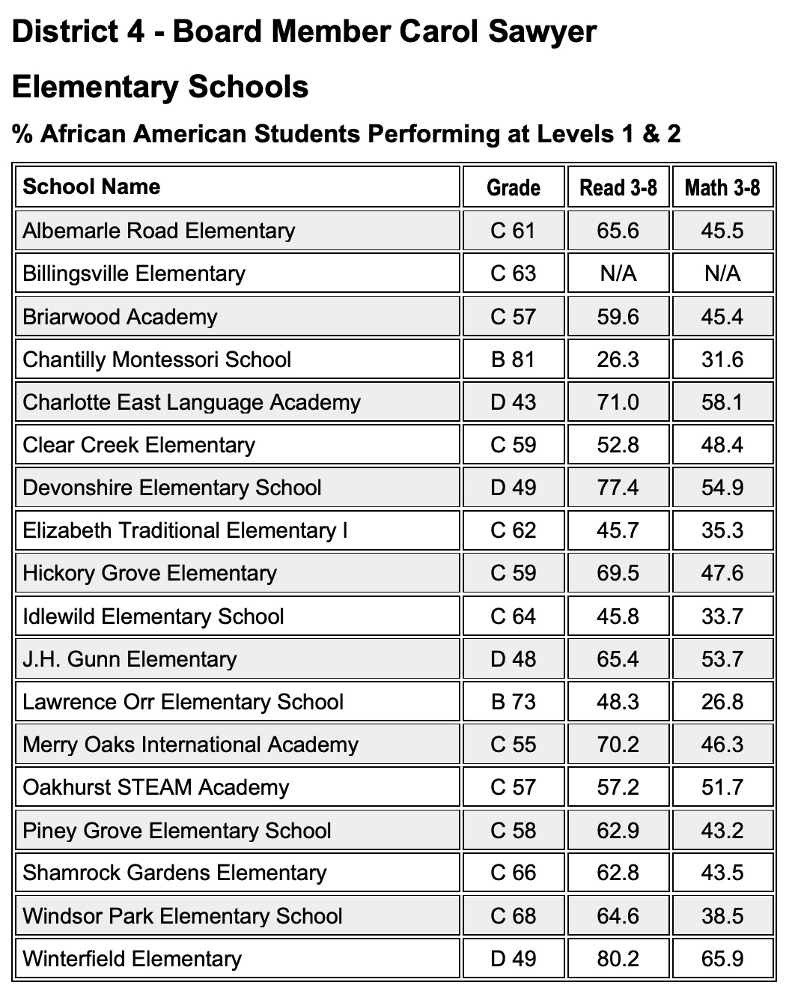 District 4 - Board Member Carol Sawyer
Elementary Schools
% African American Students Performing at Levels 1 & 2
School Name Grade Read 3-8 Math 3-8
Albemarle Road Elementary C 61 65.6 45.5
Billingsville Elementary C 63 N/A N/A
Briarwood Academy C 57 59.6 45.4
Chantilly Montessori School B 81 26.3 31.6
Charlotte East Language Academy D 43 71.0 58.1
Clear Creek Elementary C 59 52.8 48.4
Devonshire Elementary School D 49 77.4 54.9
Elizabeth Traditional Elementary l C 62 45.7 35.3
Hickory Grove Elementary C 59 69.5 47.6
Idlewild Elementary School C 64 45.8 33.7
J.H. Gunn Elementary D 48 65.4 53.7
Lawrence Orr Elementary School B 73 48.3 26.8
Merry Oaks International Academy C 55 70.2 46.3
Oakhurst STEAM Academy C 57 57.2 51.7
Piney Grove Elementary School C 58 62.9 43.2
Shamrock Gardens Elementary C 66 62.8 43.5
Windsor Park Elementary School C 68 64.6 38.5
Winterfield Elementary D 49 80.2 65.9